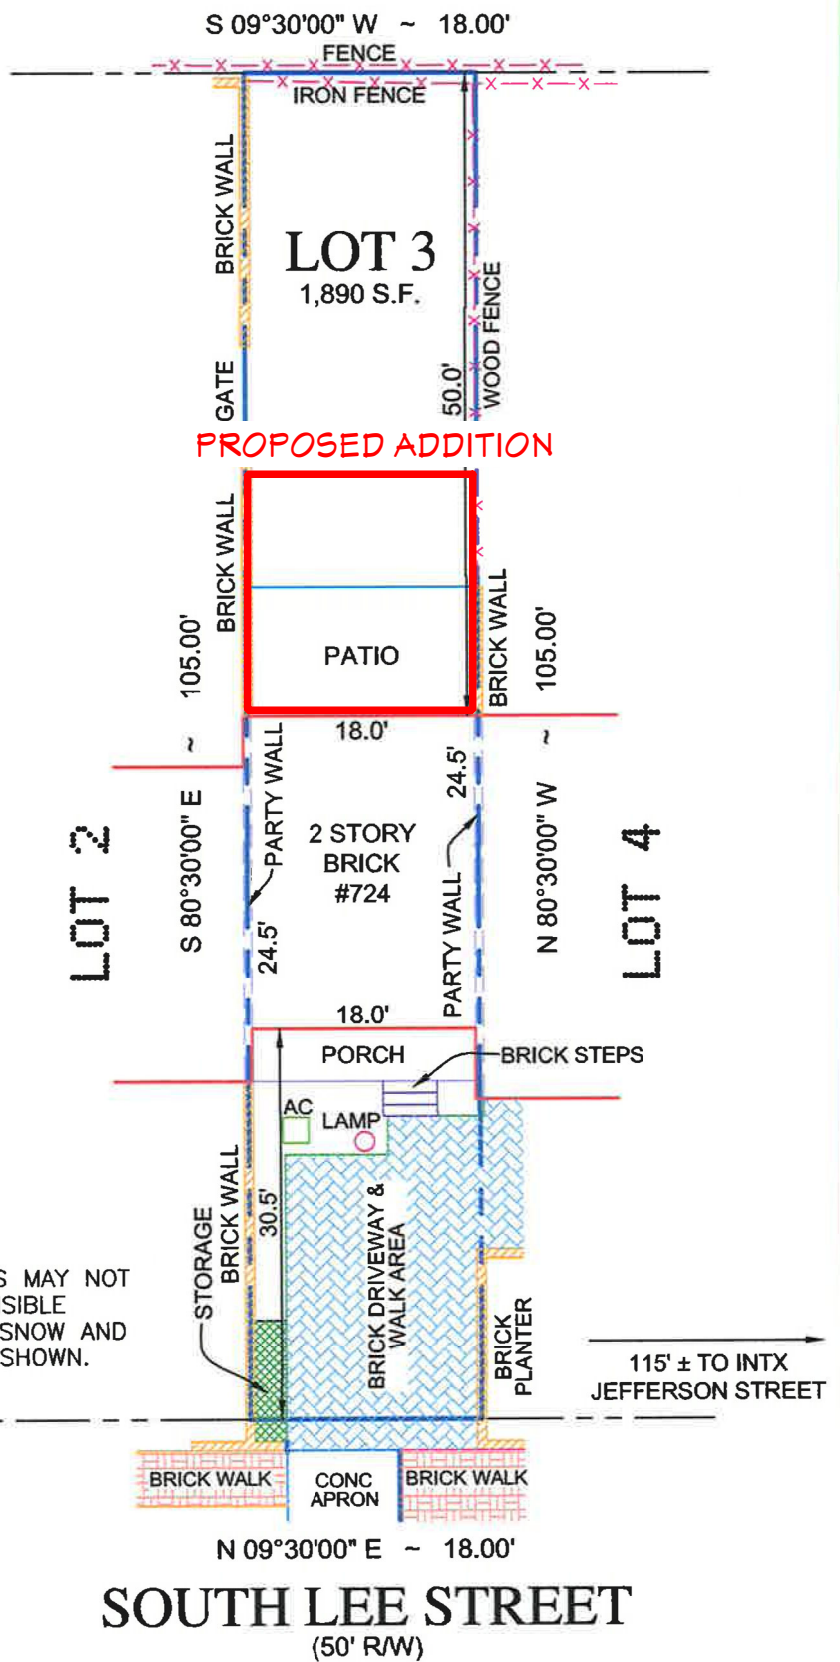 S 09°30'00" W ~ 18.00'
FENCE
IRON FENCE
BRICK WALL
LOT 3
1,890 S.F.
WOOD FENCE
GATE
50.0'
PROPOSED ADDITION
BRICK WALL
PATIO
BRICK WALL
S 80°30'00" E ~ 105.00'
N 80°30'00" W ~ 105.00'
18.0'
PARTY WALL
24.5'
LOT 2
2 STORY
BRICK
#724
LOT 4
24.5'
PARTY WALL
18.0'
PORCH
BRICK STEPS
AC
LAMP
30.5'
STORAGE
BRICK WALL
BRICK DRIVEWAY &
WALK AREA
S MAY NOT
SIBLE
SNOW AND
SHOWN.
BRICK
PLANTER
115' ± TO INTX
JEFFERSON STREET
BRICK WALK
CONC
APRON
BRICK WALK
N 09°30'00" E ~ 18.00'
SOUTH LEE STREET
(50' R/W)